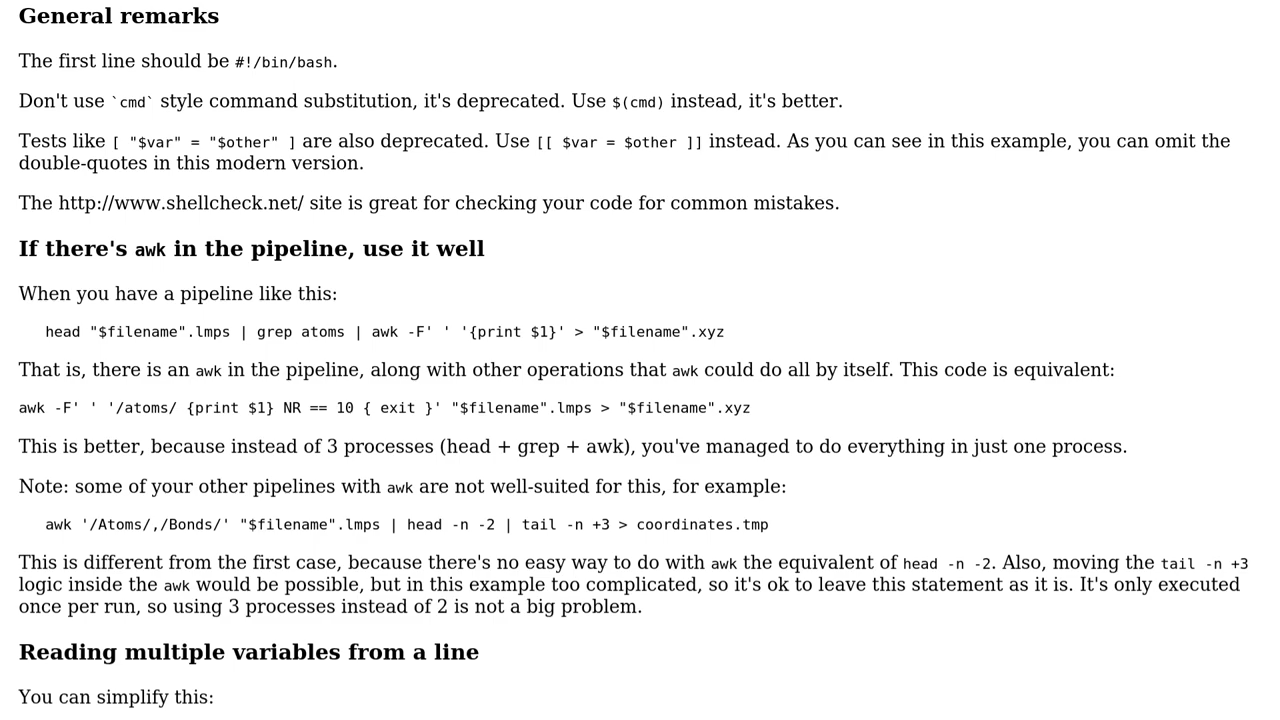 General remarks
The first line should be #!/bin/bash.
Don't use `cmd` style command substitution, it's deprecated. Use $(cmd) instead, it's better.
Tests like [ "$var" = "$other" ] are also deprecated. Use [[ $var = $other ]] instead. As you can see in this example, you can omit the
double-quotes in this modern version.
The http://www.shellcheck.net/ site is great for checking your code for common mistakes.
If there's awk in the pipeline, use it well
When you have a pipeline like this:
head "$filename".lmps | grep atoms | awk -F' ' '{print $1}' > "$filename".xyz
That is, there is an awk in the pipeline, along with other operations that awk could do all by itself. This code is equivalent:
awk -F' ' '/atoms/ {print $1} NR == 10 { exit }' "$filename".lmps > "$filename".xyz
This is better, because instead of 3 processes (head + grep + awk), you've managed to do everything in just one process.
Note: some of your other pipelines with awk are not well-suited for this, for example:
awk '/Atoms/,/Bonds/' "$filename".lmps | head -n -2 | tail -n +3 > coordinates.tmp
This is different from the first case, because there's no easy way to do with awk the equivalent of head -n -2. Also, moving the tail -n +3
logic inside the awk would be possible, but in this example too complicated, so it's ok to leave this statement as it is. It's only executed
once per run, so using 3 processes instead of 2 is not a big problem.
Reading multiple variables from a line
You can simplify this: